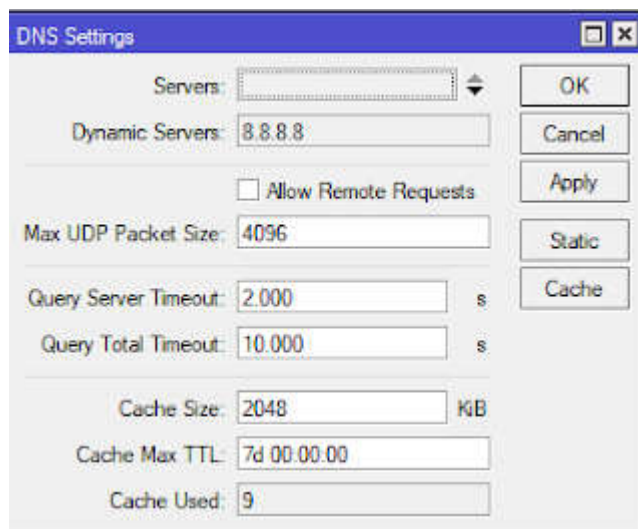 DNS Settings
Servers:
OK
Dynamic Servers: 8.8.8.8
Cancel
Allow Remote Requests
Apply
Max UDP Packet Size: 4096
Static
Query Server Timeout: 2.000 s
Cache
Query Total Timeout: 10.000 s
Cache Size: 2048 KiB
Cache Max TTL: 7d 00:00:00
Cache Used: 9